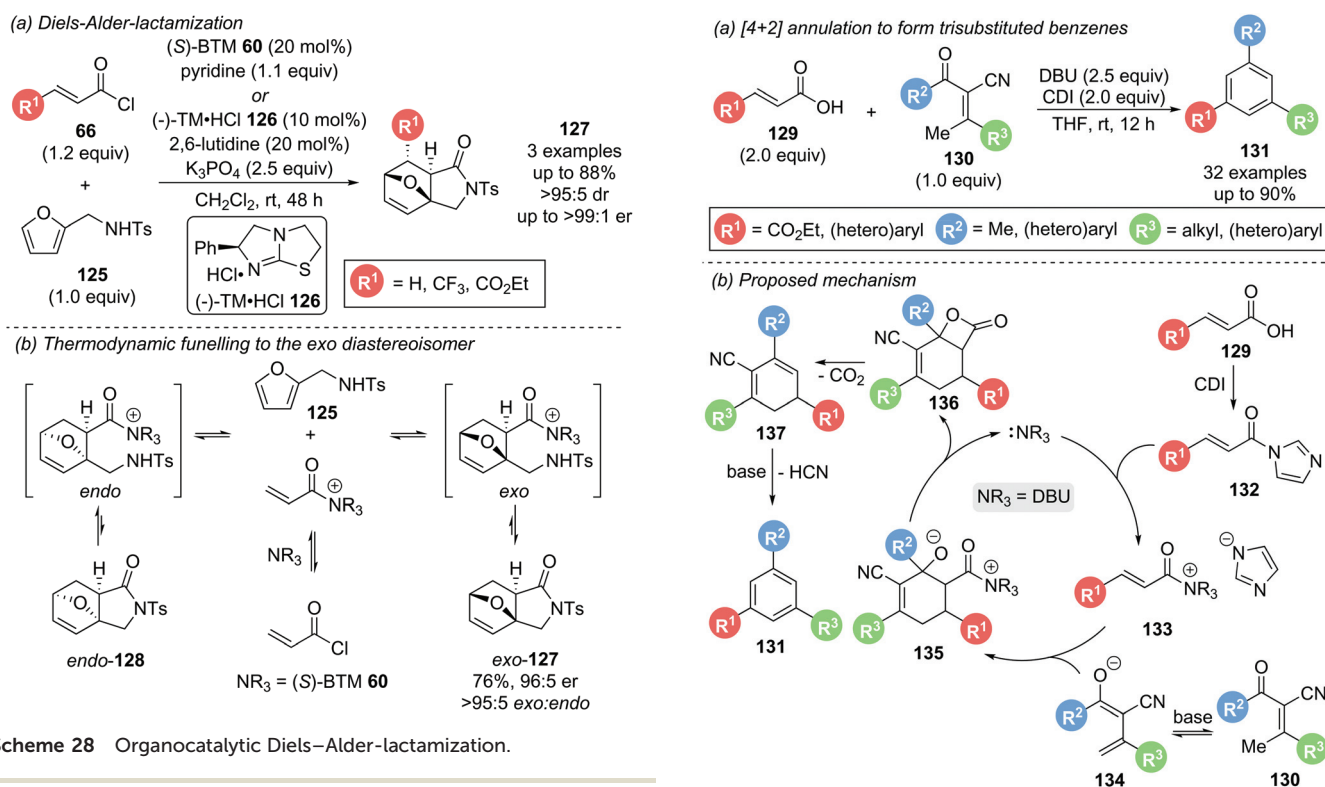 (a) Diels-Alder-lactamization
R¹
O
Cl
66
(1.2 equiv)
+
O
NHTs
125
(1.0 equiv)
(S)-BTM 60 (20 mol%)
pyridine (1.1 equiv)
or
(-)-TM•HCl 126 (10 mol%)
2,6-lutidine (20 mol%)
K3PO4 (2.5 equiv)
CH2Cl2, rt, 48 h
Ph
N
N
S
HCl•
(-)-TM•HCl 126
R¹
H
O
O
NTs
127
3 examples
up to 88%
>95:5 dr
up to >99:1 er
R¹ = H, CF3, CO2Et
(b) Thermodynamic funelling to the exo diastereoisomer
H
O
⊕
NR3
O
NHTs
endo
O
NHTs
125
+
O
⊕
NR3
NR3
O
Cl
NR3 = (S)-BTM 60
H
O
⊕
NR3
O
NHTs
exo
H
O
O
NTs
endo-128
H
O
O
NTs
exo-127
76%, 96:5 er
>95:5 exo:endo
Scheme 28 Organocatalytic Diels–Alder-lactamization.
(a) [4+2] annulation to form trisubstituted benzenes
R¹
O
OH
129
(2.0 equiv)
+
O
R²
CN
Me
R³
130
(1.0 equiv)
DBU (2.5 equiv)
CDI (2.0 equiv)
THF, rt, 12 h
R²
R¹
R³
131
32 examples
up to 90%
R¹ = CO2Et, (hetero)aryl R² = Me, (hetero)aryl R³ = alkyl, (hetero)aryl
(b) Proposed mechanism
R²
NC
R³
R¹
137
- CO2
R²
O
O
NC
R³
R¹
136
R¹
O
OH
129
CDI
R¹
O
N
N
132
:NR3
NR3 = DBU
base
- HCN
R²
R¹
R³
131
R²
⊖
O
O
⊕
NR3
NC
R³
R¹
135
R¹
O
⊕
NR3
133
⊖
N
N
O
⊖
R²
CN
R³
134
base
O
R²
CN
Me
R³
130